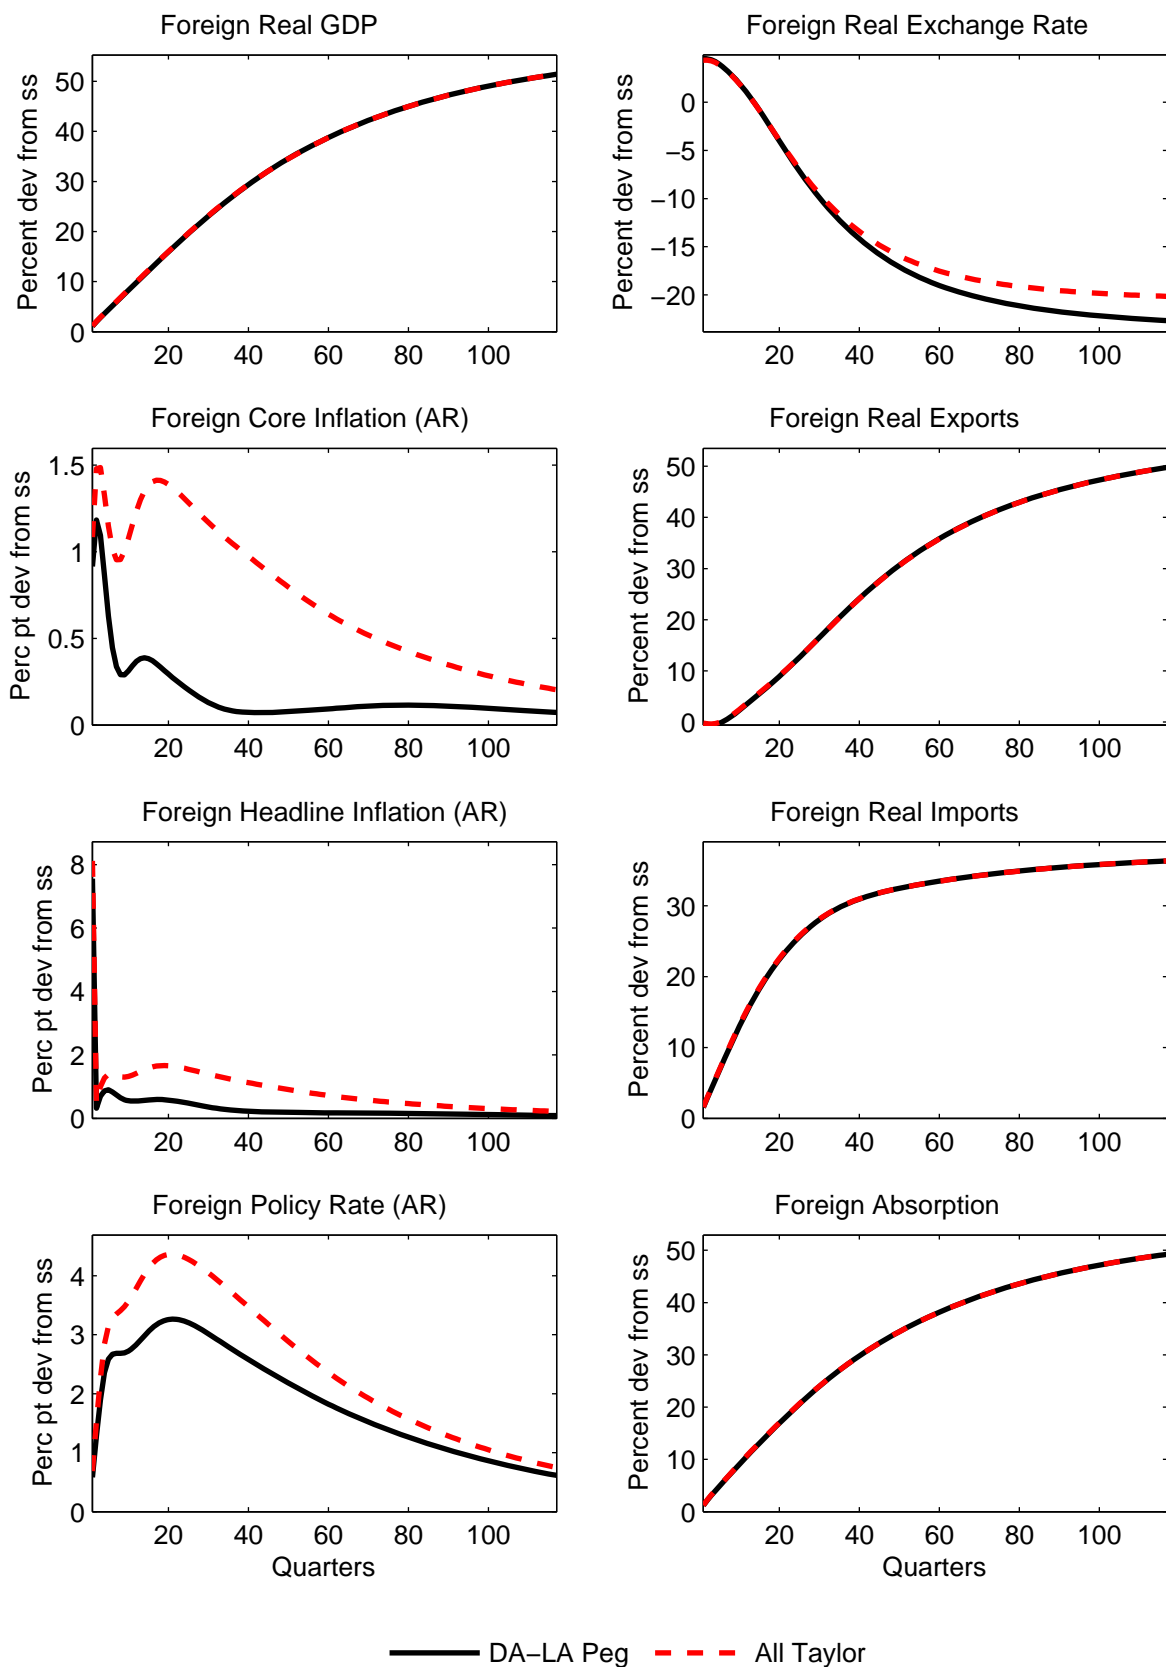 Foreign Real GDP
Percent dev from ss
0
10
20
30
40
50
20 40 60 80 100
Foreign Real Exchange Rate
Percent dev from ss
0
−5
−10
−15
−20
20 40 60 80 100
Foreign Core Inflation (AR)
Perc pt dev from ss
0
0.5
1
1.5
20 40 60 80 100
Foreign Real Exports
Percent dev from ss
0
10
20
30
40
50
20 40 60 80 100
Foreign Headline Inflation (AR)
Perc pt dev from ss
0
2
4
6
8
20 40 60 80 100
Foreign Real Imports
Percent dev from ss
0
10
20
30
20 40 60 80 100
Foreign Policy Rate (AR)
Perc pt dev from ss
0
1
2
3
4
20 40 60 80 100
Quarters
Foreign Absorption
Percent dev from ss
0
10
20
30
40
50
20 40 60 80 100
Quarters
DA−LA Peg All Taylor